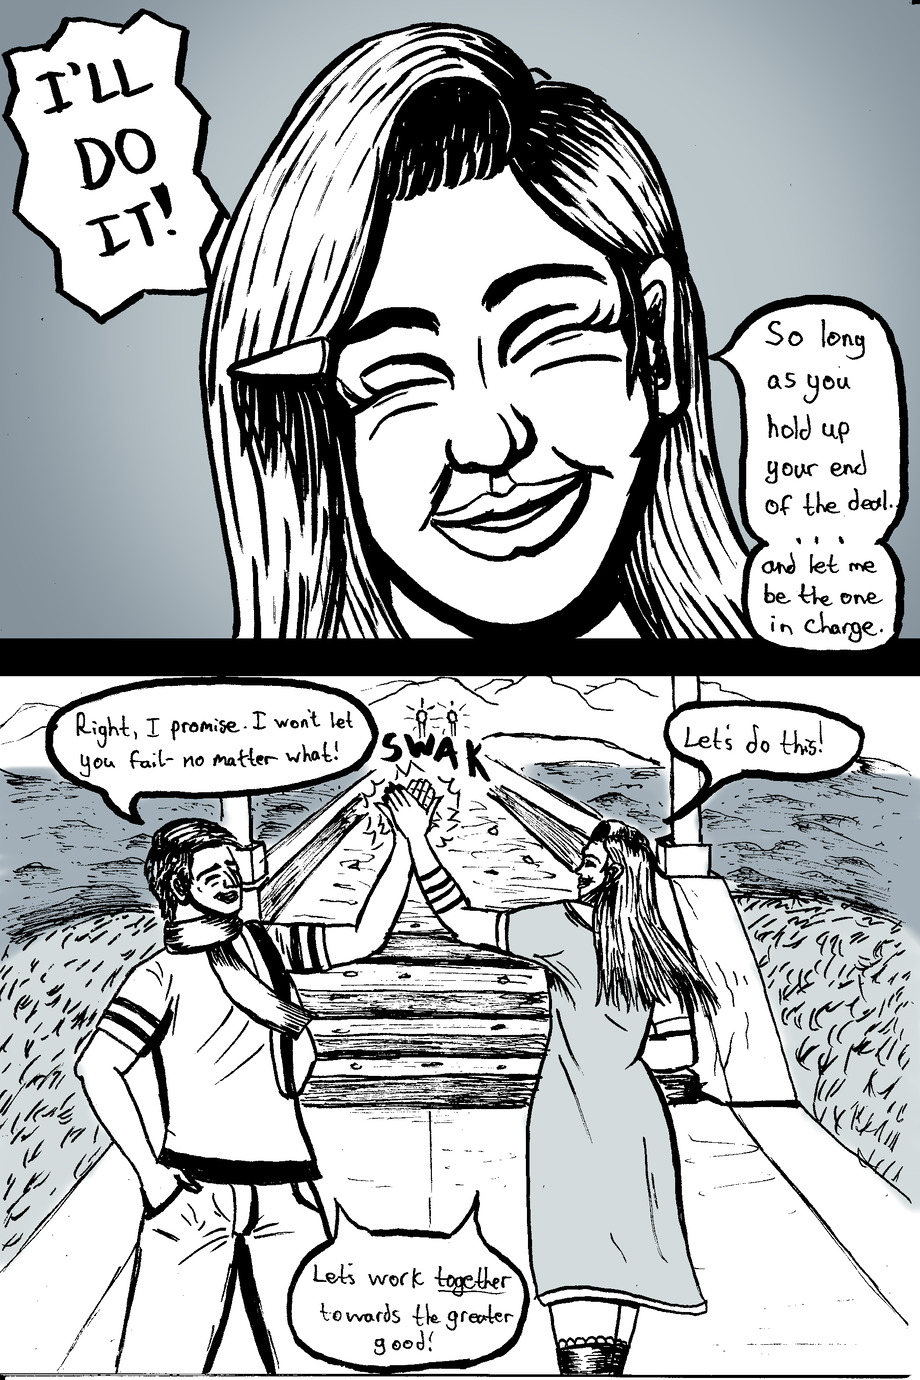 I'LL
DO
IT!
So long
as you
hold up
your end
of the deal..
...
and let me
be the one
in charge.
Right, I promise. I won't let
you fail- no matter what!
SWAK
Let's do this!
Let's work together
towards the greater
good!